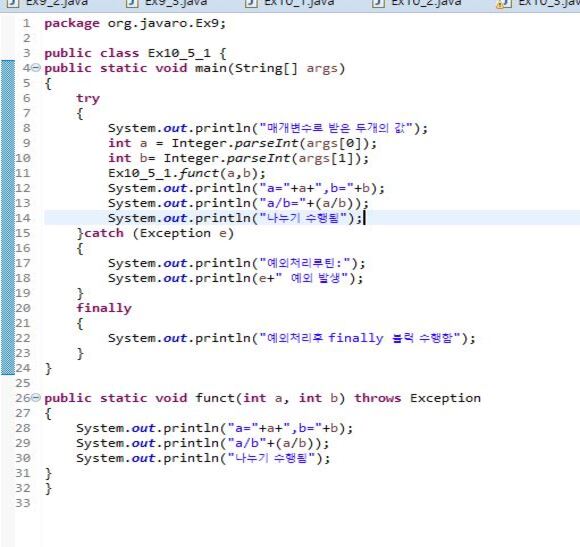 Ex9_2.java Ex9_3.java Ex10_1.java Ex10_2.java Ex10_3.jav
1 package org.javaro.Ex9;
2
3 public class Ex10_5_1 {
4 public static void main(String[] args)
5 {
6 try
7 {
8 System.out.println("매개변수로 받은 두개의 값");
9 int a = Integer.parseInt(args[0]);
10 int b= Integer.parseInt(args[1]);
11 Ex10_5_1.funct(a,b);
12 System.out.println("a="+a+",b="+b);
13 System.out.println("a/b="+(a/b));
14 System.out.println("나누기 수행됨");
15 }catch (Exception e)
16 {
17 System.out.println("예외처리루틴:");
18 System.out.println(e+" 예외 발생");
19 }
20 finally
21 {
22 System.out.println("예외처리후 finally 블럭 수행함");
23 }
24 }
25
26 public static void funct(int a, int b) throws Exception
27 {
28 System.out.println("a="+a+",b="+b);
29 System.out.println("a/b"+(a/b));
30 System.out.println("나누기 수행됨");
31 }
32 }
33